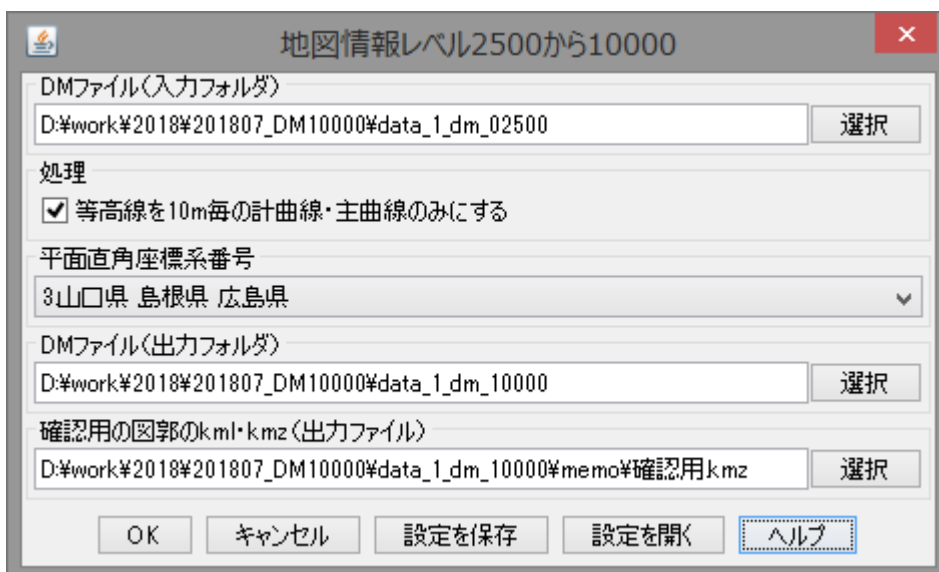 地図情報レベル2500から10000
DMファイル(入力フォルダ)
D:¥work¥2018¥201807_DM10000¥data_1_dm_02500
選択
処理
等高線を10m毎の計曲線・主曲線のみにする
平面直角座標系番号
3山口県 島根県 広島県
DMファイル(出力フォルダ)
D:¥work¥2018¥201807_DM10000¥data_1_dm_10000
選択
確認用の図郭のkml・kmz(出力ファイル)
D:¥work¥2018¥201807_DM10000¥data_1_dm_10000¥memo¥確認用.kmz
選択
OK キャンセル 設定を保存 設定を開く ヘルプ